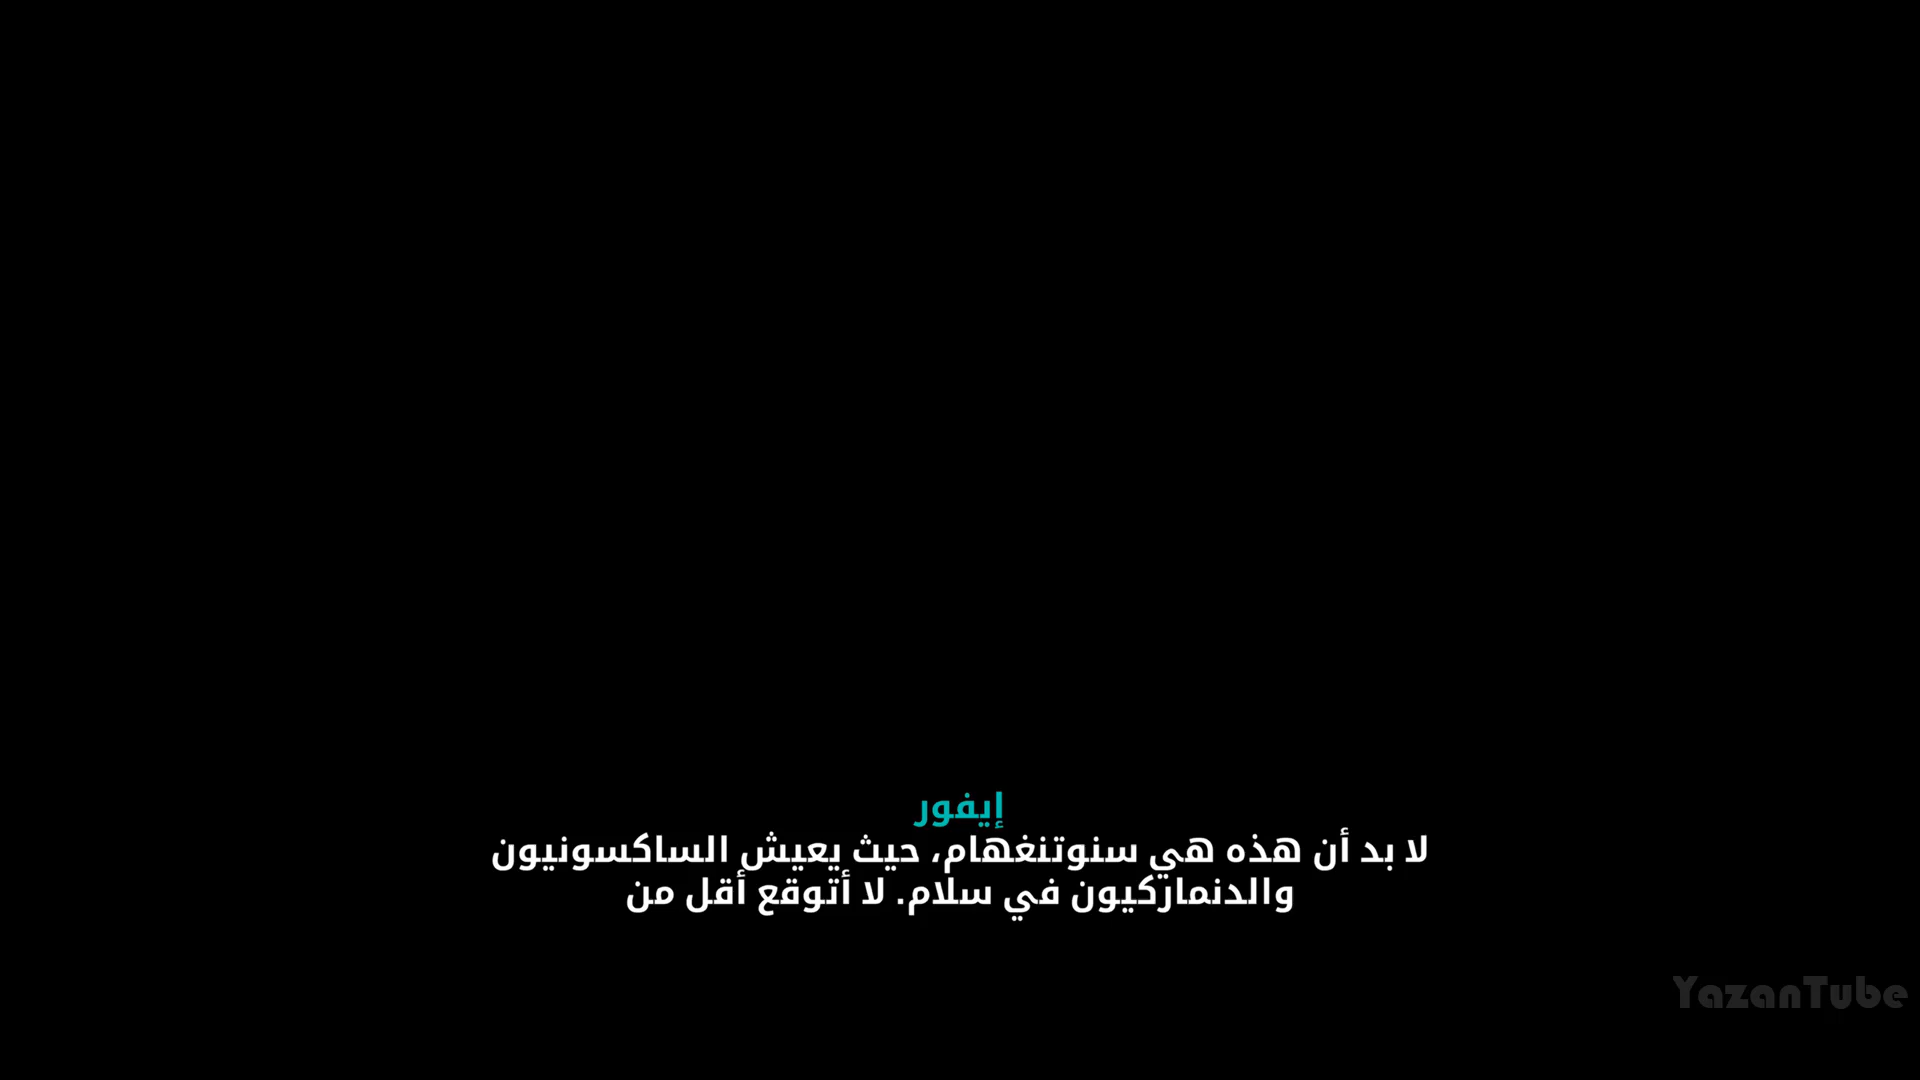 إيفور
لا بد أن هذه هي سنوتنغهام، حيث يعيش الساكسونيون
والدنماركيون في سلام. لا أتوقع أقل من
YazanTube